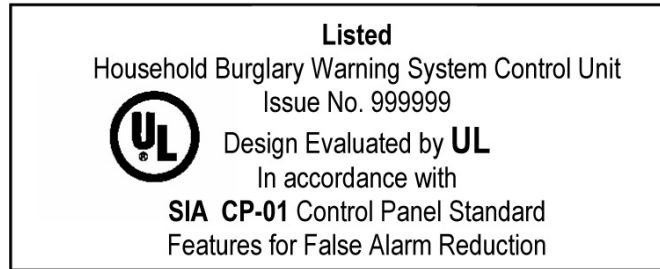 Listed
Household Burglary Warning System Control Unit
Issue No. 999999
UL
®
Design Evaluated by UL
In accordance with
SIA CP-01 Control Panel Standard
Features for False Alarm Reduction